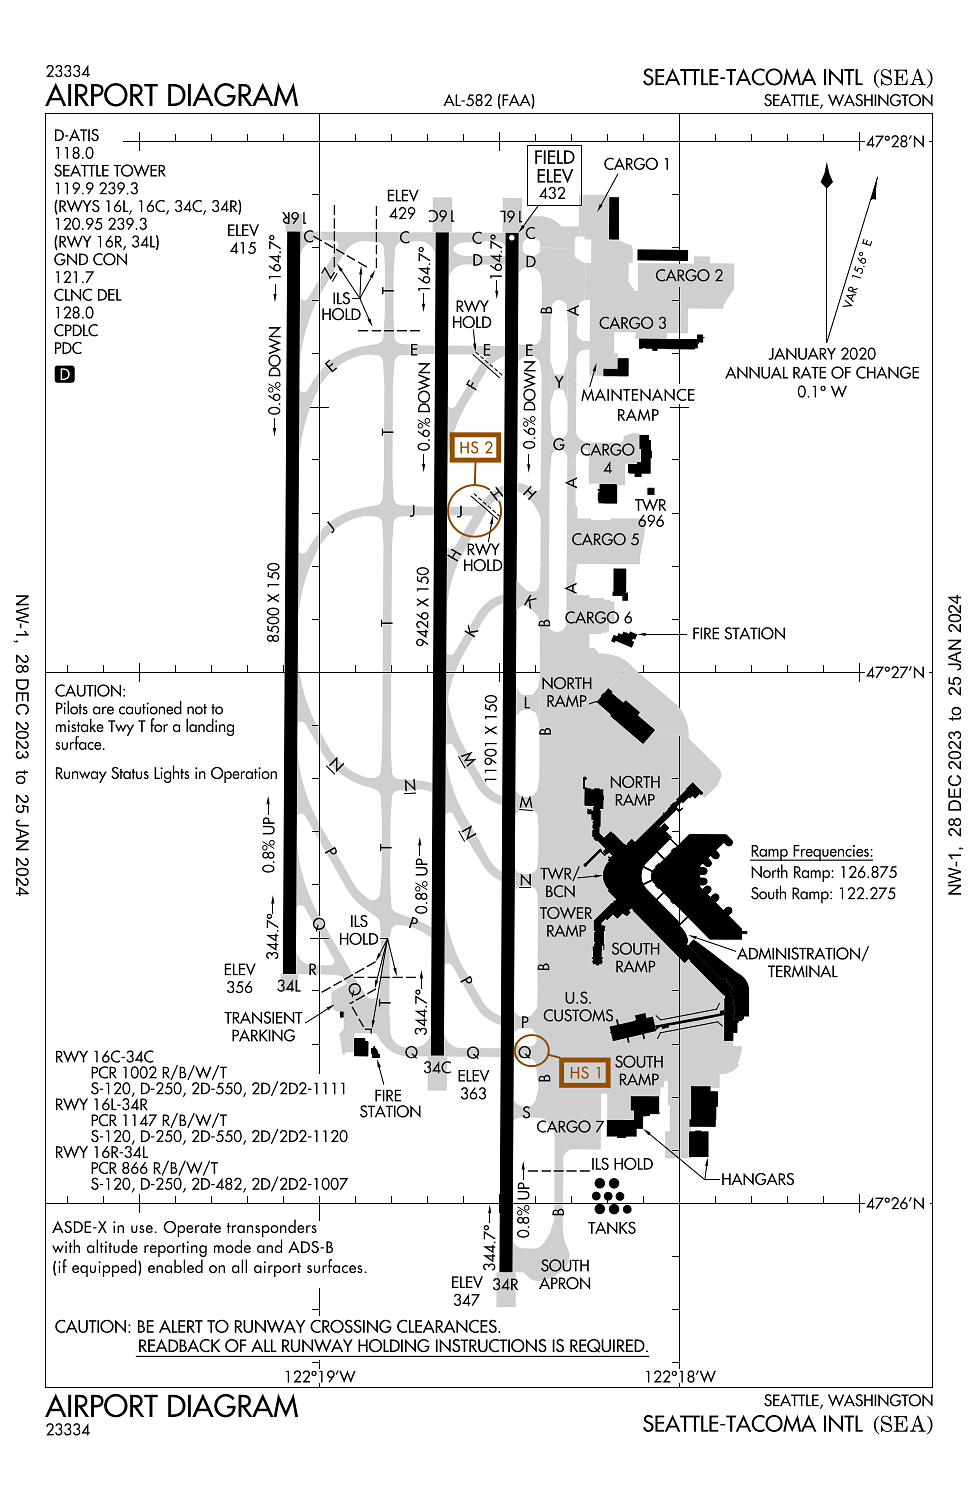 23334
AIRPORT DIAGRAM
AL-582 (FAA)
SEATTLE-TACOMA INTL (SEA)
SEATTLE, WASHINGTON
D-ATIS
118.0
SEATTLE TOWER
119.9 239.3
(RWYS 16L, 16C, 34C, 34R)
120.95 239.3
(RWY 16R, 34L)
GND CON
121.7
CLNC DEL
128.0
CPDLC
PDC
D
47°28'N
FIELD
ELEV
432
CARGO 1
ELEV
429
ELEV
415
16R
16C
16L
C
C
C
C
D
D
164.7°
164.7°
164.7°
N
ILS
HOLD
T
RWY
HOLD
B
A
CARGO 2
CARGO 3
VAR 15.6° E
JANUARY 2020
ANNUAL RATE OF CHANGE
0.1° W
0.6% DOWN
0.6% DOWN
0.6% DOWN
E
E
E
E
F
Y
MAINTENANCE
RAMP
T
HS 2
G
CARGO
4
A
H
H
TWR
696
J
J
J
H
RWY
HOLD
CARGO 5
8500 X 150
9426 X 150
A
K
K
B
T
CARGO 6
FIRE STATION
47°27'N
CAUTION:
Pilots are cautioned not to
mistake Twy T for a landing
surface.
Runway Status Lights in Operation
NORTH
RAMP
L
B
11901 X 150
M
M
N
N
N
N
NORTH
RAMP
0.8% UP
0.8% UP
P
T
TWR/
BCN
TOWER
RAMP
Ramp Frequencies:
North Ramp: 126.875
South Ramp: 122.275
344.7°
Q
ILS
HOLD
P
SOUTH
RAMP
ADMINISTRATION/
TERMINAL
ELEV
356
34L
R
Q
T
344.7°
P
B
U.S.
CUSTOMS
TRANSIENT
PARKING
P
Q
Q
Q
HS 1
SOUTH
RAMP
34C
ELEV
363
B
FIRE
STATION
S
CARGO 7
RWY 16C-34C
PCR 1002 R/B/W/T
S-120, D-250, 2D-550, 2D/2D2-1111
RWY 16L-34R
PCR 1147 R/B/W/T
S-120, D-250, 2D-550, 2D/2D2-1120
RWY 16R-34L
PCR 866 R/B/W/T
S-120, D-250, 2D-482, 2D/2D2-1007
ILS HOLD
HANGARS
TANKS
47°26'N
0.8% UP
344.7°
B
ASDE-X in use. Operate transponders
with altitude reporting mode and ADS-B
(if equipped) enabled on all airport surfaces.
ELEV
347
34R
SOUTH
APRON
CAUTION: BE ALERT TO RUNWAY CROSSING CLEARANCES.
READBACK OF ALL RUNWAY HOLDING INSTRUCTIONS IS REQUIRED.
122°19'W
122°18'W
NW-1, 28 DEC 2023 to 25 JAN 2024
NW-1, 28 DEC 2023 to 25 JAN 2024
AIRPORT DIAGRAM
23334
SEATTLE, WASHINGTON
SEATTLE-TACOMA INTL (SEA)